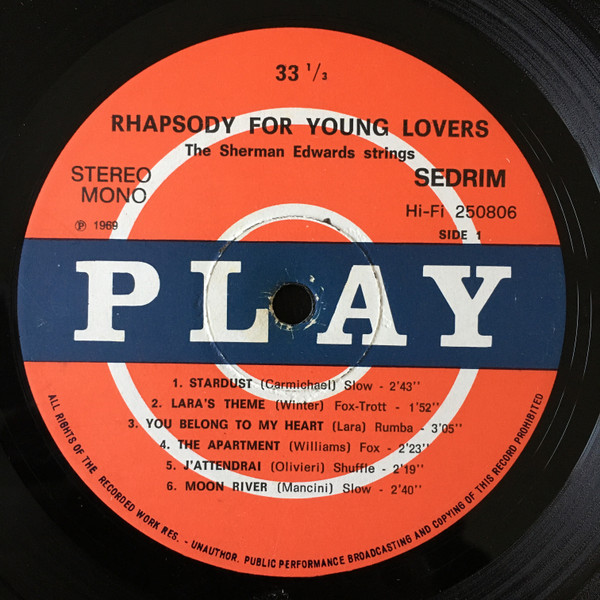 33 1/3
RHAPSODY FOR YOUNG LOVERS
The Sherman Edwards strings
STEREO
MONO
SEDRIM
Hi-Fi 250806
℗ 1969
SIDE 1
PLAY
1. STARDUST (Carmichael) Slow - 2'43''
2. LARA'S THEME (Winter) Fox-Trott - 1'52''
3. YOU BELONG TO MY HEART (Lara) Rumba - 3'05''
4. THE APARTMENT (Williams) Fox - 2'23''
5. J'ATTENDRAI (Olivieri) Shuffle - 2'19''
6. MOON RIVER (Mancini) Slow - 2'40''
ALL RIGHTS OF THE RECORDED WORK RES. - UNAUTHOR. PUBLIC PERFORMANCE BROADCASTING AND COPYING OF THIS RECORD PROHIBITED